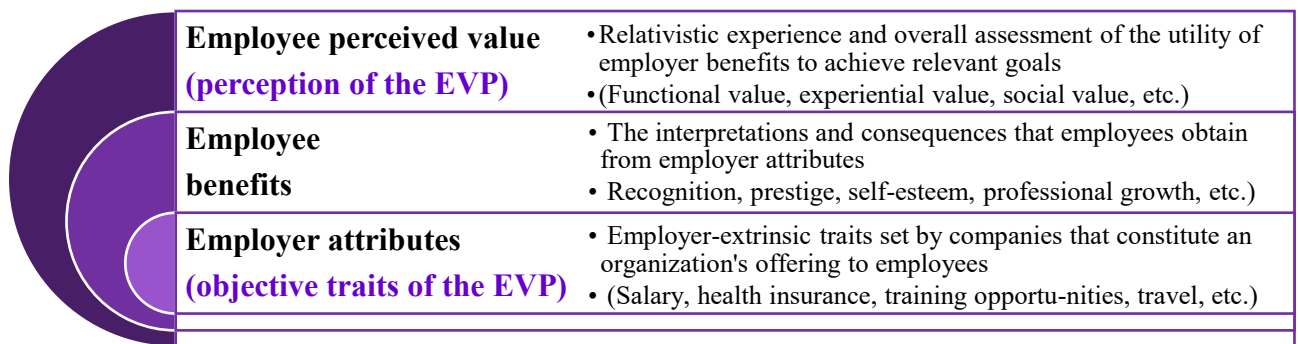 Employee perceived value
(perception of the EVP)
•Relativistic experience and overall assessment of the utility of
employer benefits to achieve relevant goals
•(Functional value, experiential value, social value, etc.)
Employee
benefits
• The interpretations and consequences that employees obtain
from employer attributes
• Recognition, prestige, self-esteem, professional growth, etc.)
Employer attributes
(objective traits of the EVP)
• Employer-extrinsic traits set by companies that constitute an
organization's offering to employees
• (Salary, health insurance, training opportu-nities, travel, etc.)